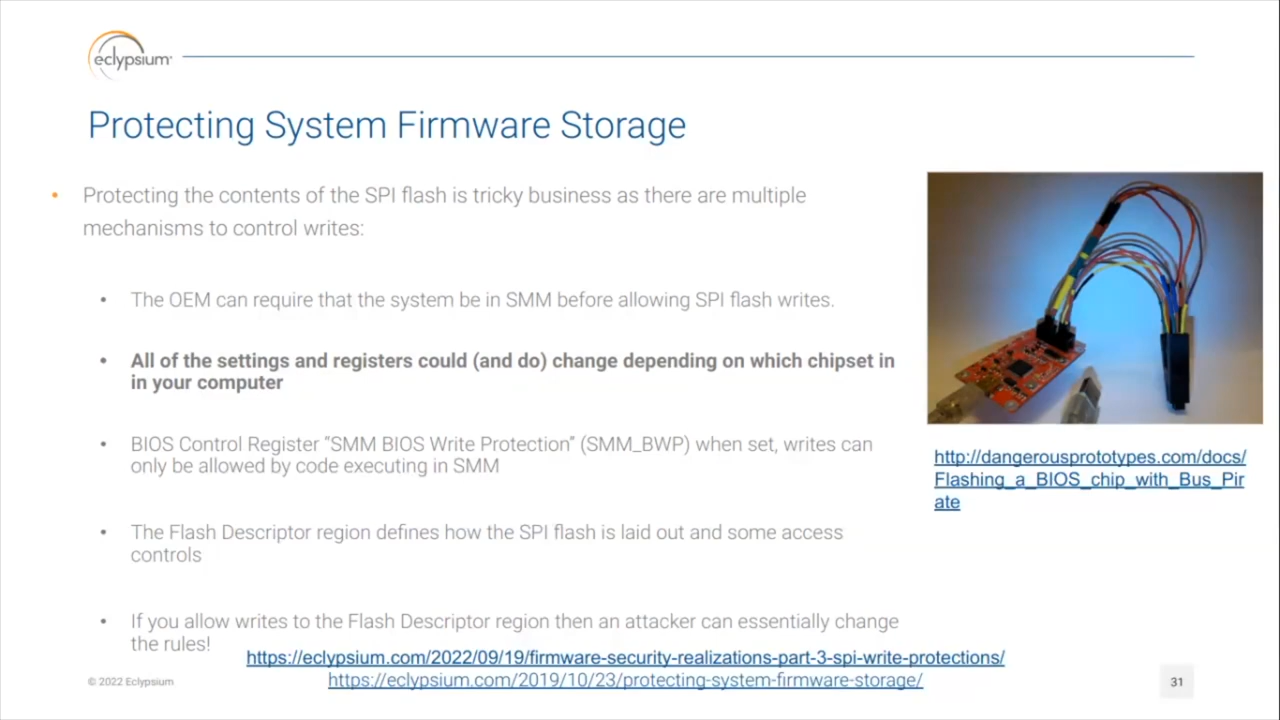 eclypsium
Protecting System Firmware Storage
• Protecting the contents of the SPI flash is tricky business as there are multiple
mechanisms to control writes:
• The OEM can require that the system be in SMM before allowing SPI flash writes.
• All of the settings and registers could (and do) change depending on which chipset in
in your computer
• BIOS Control Register “SMM BIOS Write Protection” (SMM_BWP) when set, writes can
only be allowed by code executing in SMM
• The Flash Descriptor region defines how the SPI flash is laid out and some access
controls
• If you allow writes to the Flash Descriptor region then an attacker can essentially change
the rules!
http://dangerousprototypes.com/docs/
Flashing_a_BIOS_chip_with_Bus_Pir
ate
https://eclypsium.com/2022/09/19/firmware-security-realizations-part-3-spi-write-protections/
https://eclypsium.com/2019/10/23/protecting-system-firmware-storage/
© 2022 Eclypsium
31